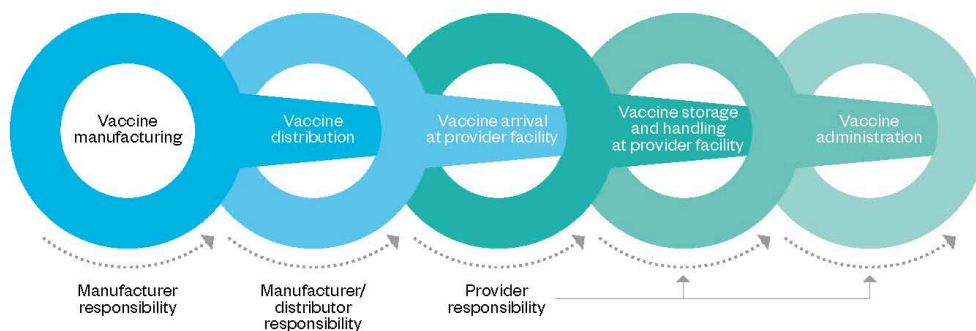 Vaccine
manufacturing
Vaccine
distribution
Vaccine arrival
at provider facility
Vaccine storage
and handling
at provider facility
Vaccine
administration
Manufacturer
responsibility
Manufacturer/
distributor
responsibility
Provider
responsibility